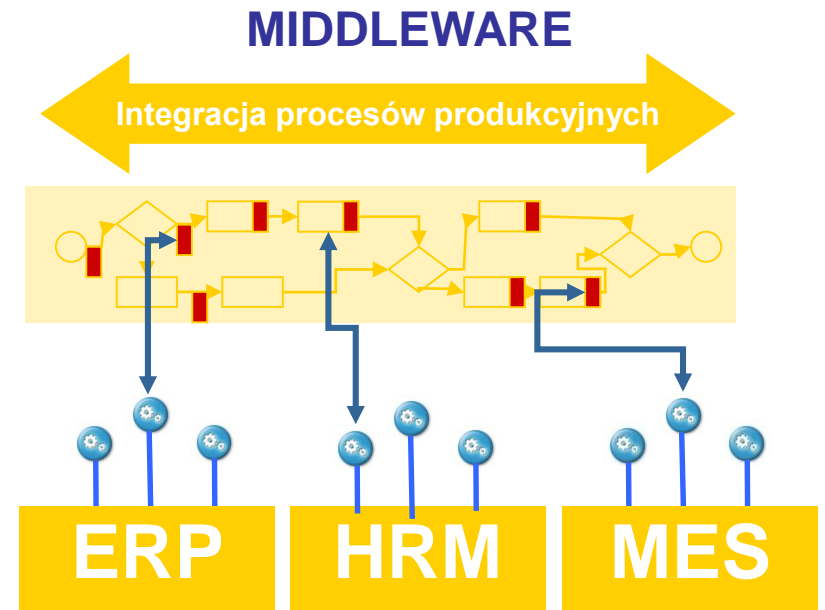 MIDDLEWARE
Integracja procesów produkcyjnych
ERP
HRM
MES